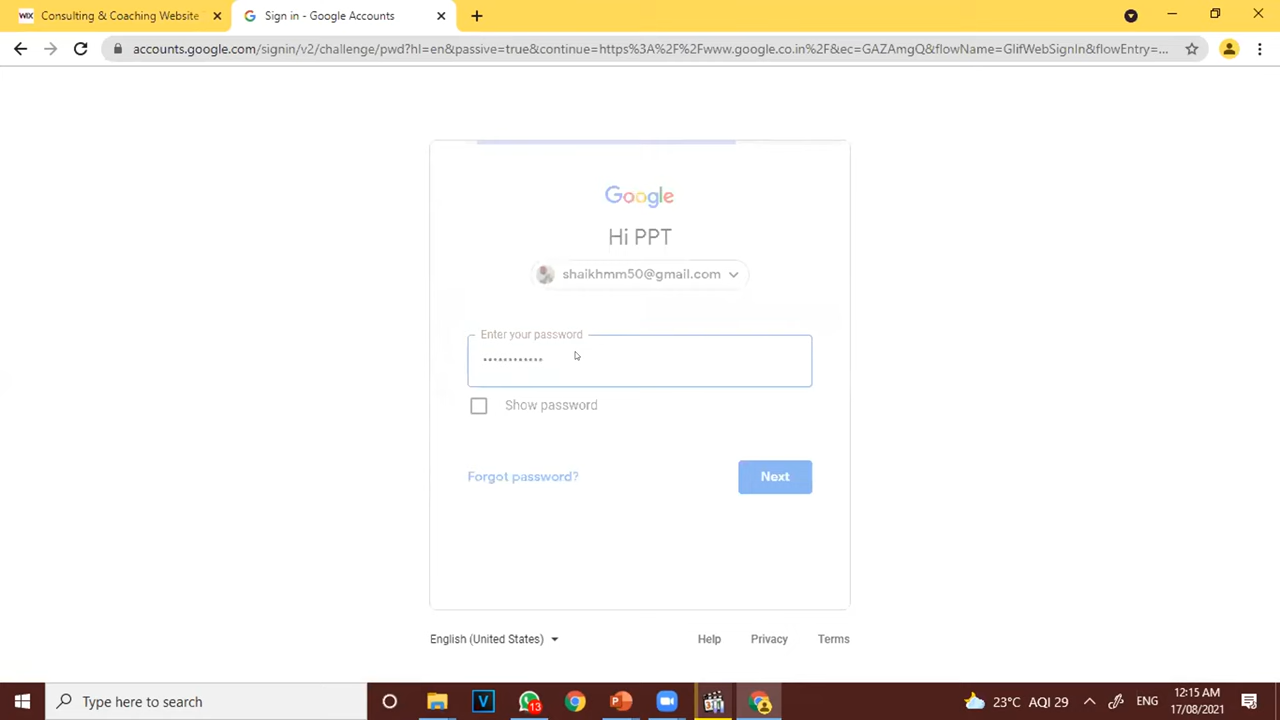 WIX Consulting & Coaching Website
Sign in - Google Accounts
accounts.google.com/signin/v2/challenge/pwd?hl=en&passive=true&continue=https%3A%2F%2Fwww.google.co.in%2F&ec=GAZAmgQ&flowName=GlifWebSignIn&flowEntry=...
Google
Hi PPT
shaikhmm50@gmail.com
Enter your password
••••••••••••
Show password
Forgot password?
Next
English (United States)
Help
Privacy
Terms
Type here to search
13
23°C AQI 29
ENG
12:15 AM
17/08/2021